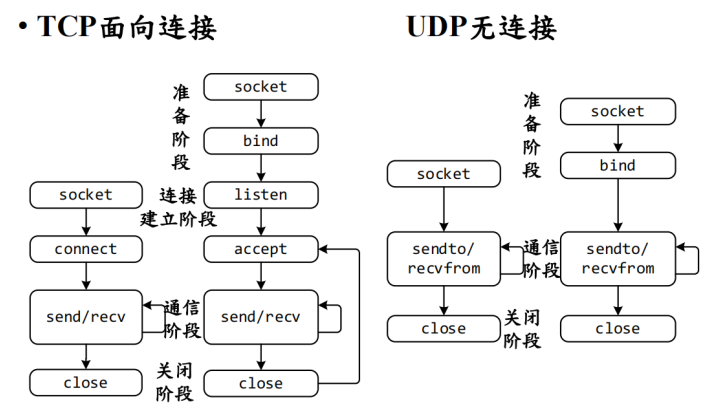 • TCP面向连接
UDP无连接
准备阶段
socket
bind
socket
连接
建立阶段
listen
connect
accept
send/recv
通信
阶段
send/recv
close
关闭
阶段
close
准备阶段
socket
socket
bind
sendto/
recvfrom
通信
阶段
sendto/
recvfrom
close
关闭
阶段
close